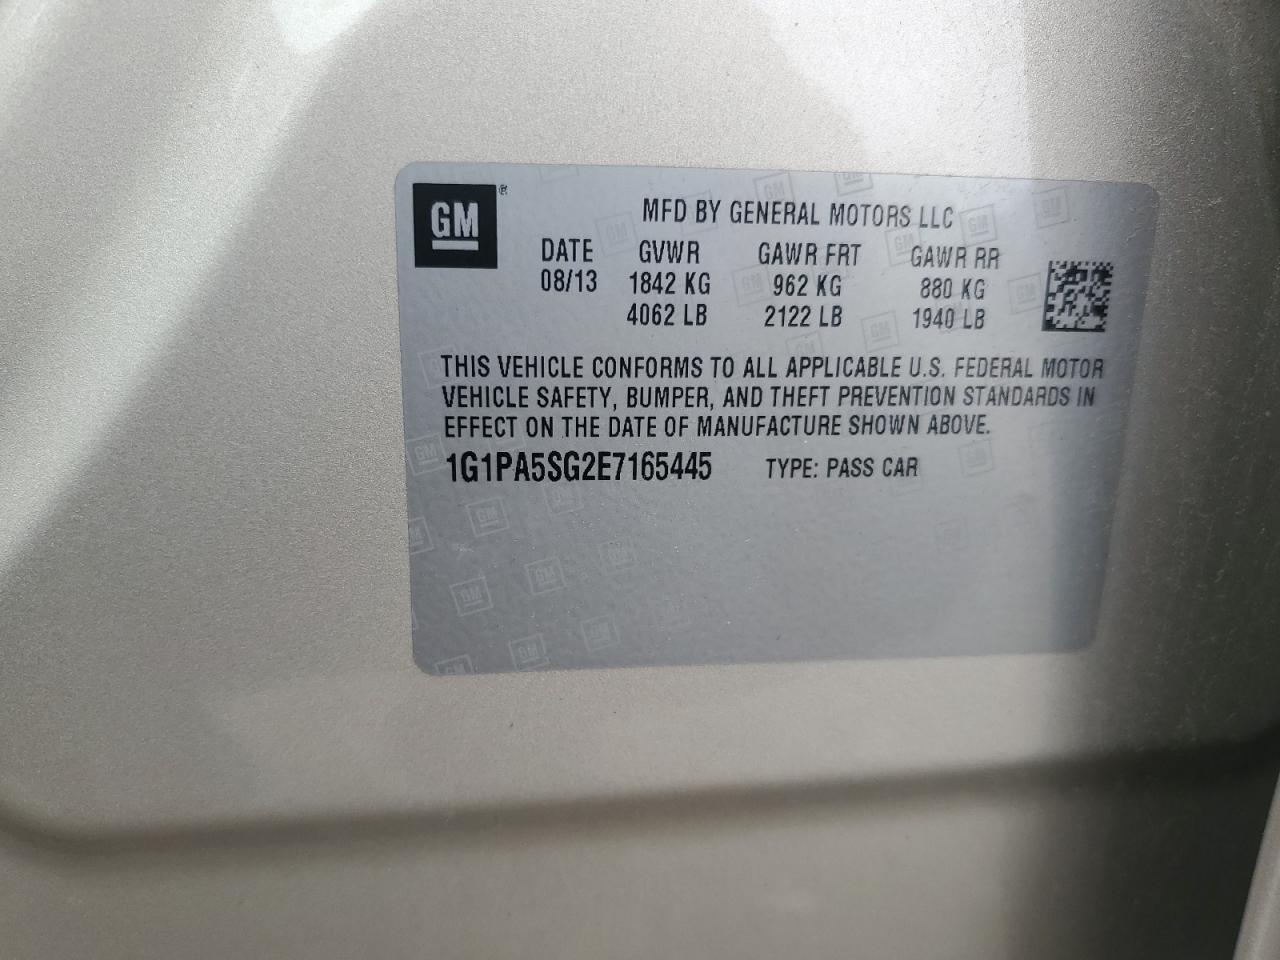 GM®
MFD BY GENERAL MOTORS LLC
DATE GVWR GAWR FRT GAWR RR
08/13 1842 KG 962 KG 880 KG
4062 LB 2122 LB 1940 LB
THIS VEHICLE CONFORMS TO ALL APPLICABLE U.S. FEDERAL MOTOR
VEHICLE SAFETY, BUMPER, AND THEFT PREVENTION STANDARDS IN
EFFECT ON THE DATE OF MANUFACTURE SHOWN ABOVE.
1G1PA5SG2E7165445 TYPE: PASS CAR